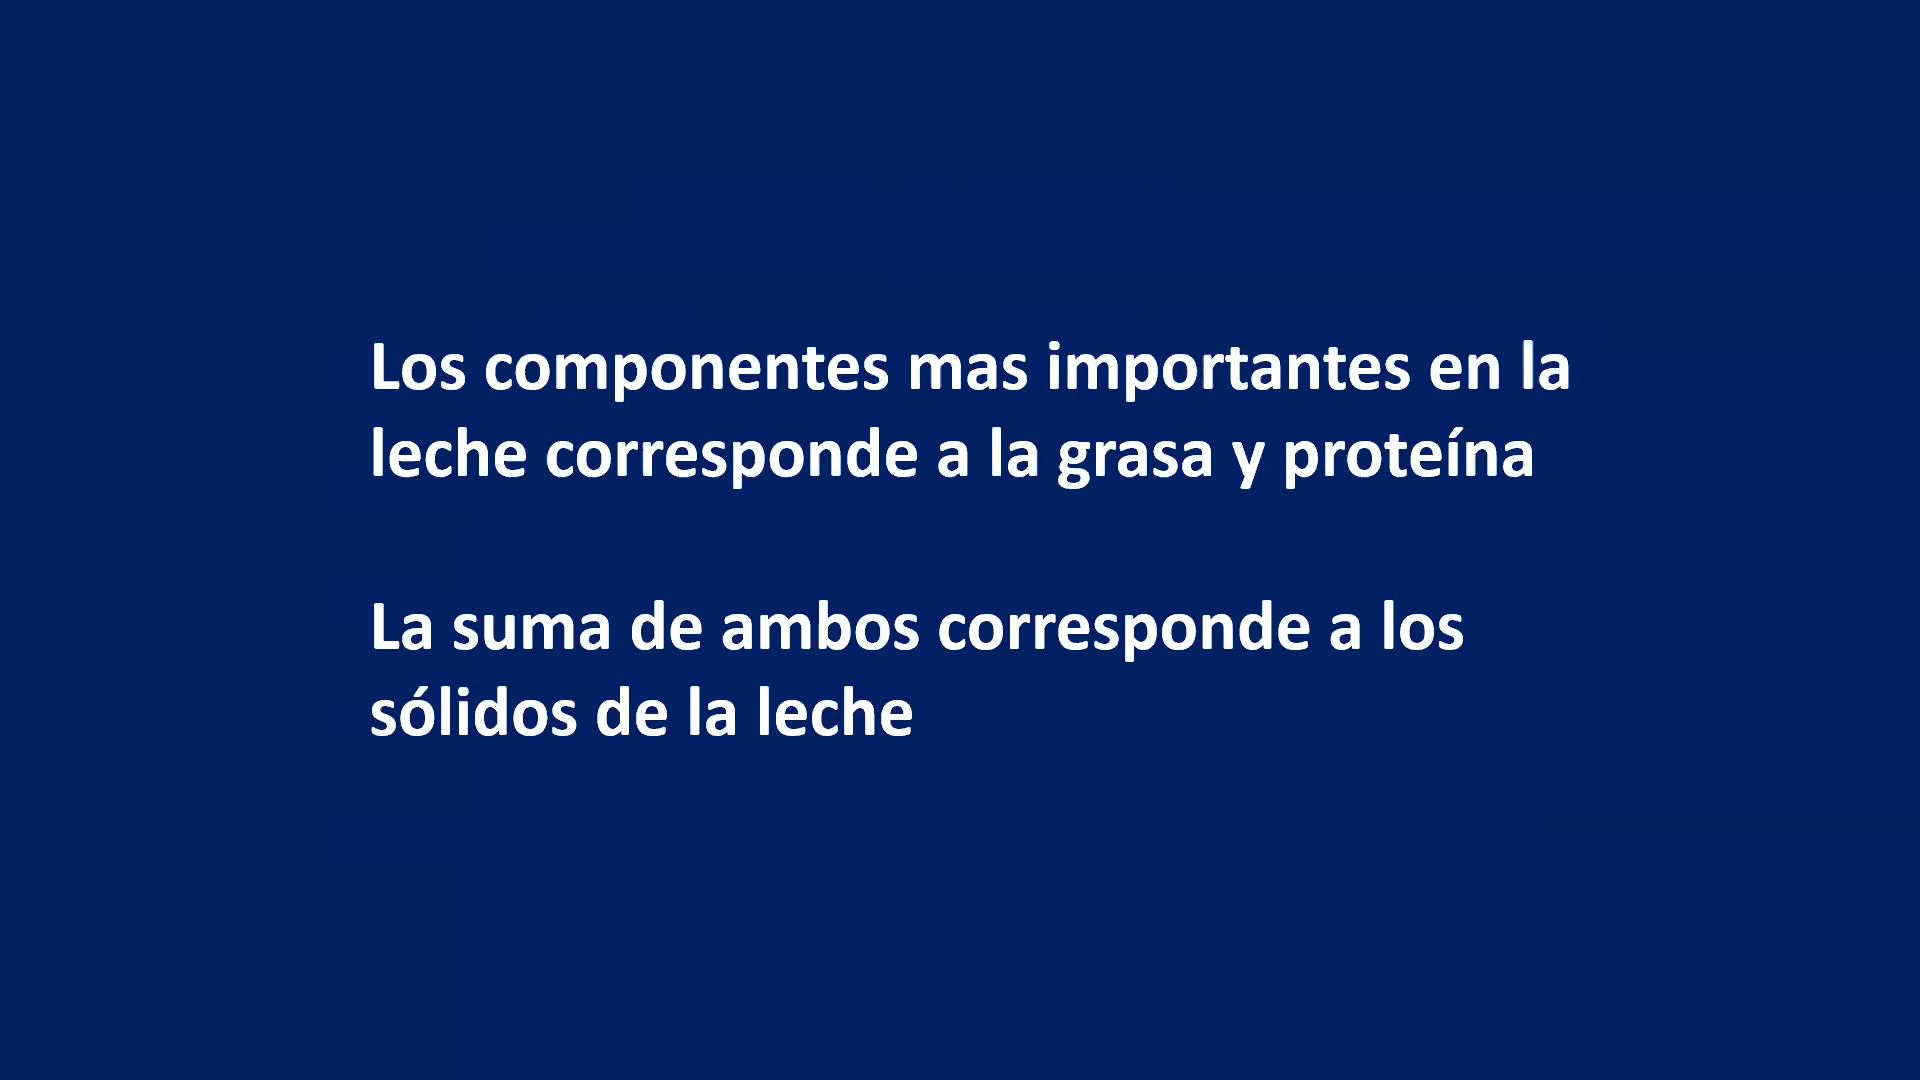 Los componentes mas importantes en la
leche corresponde a la grasa y proteína
La suma de ambos corresponde a los
sólidos de la leche